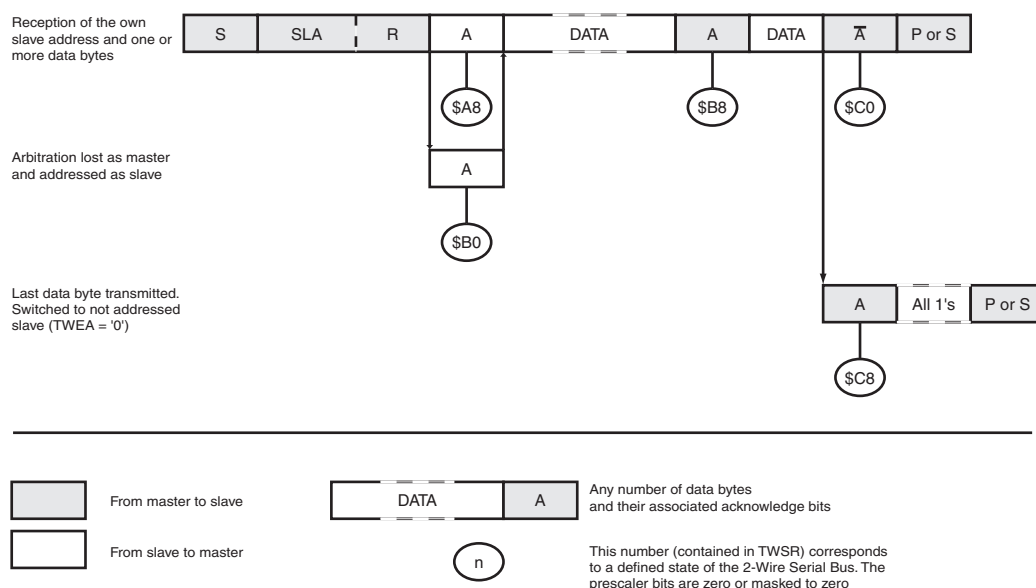 Reception of the own
slave address and one or
more data bytes
S SLA R A DATA A DATA A̅ P or S
$A8 $B8 $C0
Arbitration lost as master
and addressed as slave
A
$B0
Last data byte transmitted.
Switched to not addressed
slave (TWEA = '0')
A All 1's P or S
$C8
From master to slave
DATA A
Any number of data bytes
and their associated acknowledge bits
From slave to master
n
This number (contained in TWSR) corresponds
to a defined state of the 2-Wire Serial Bus. The
prescaler bits are zero or masked to zero